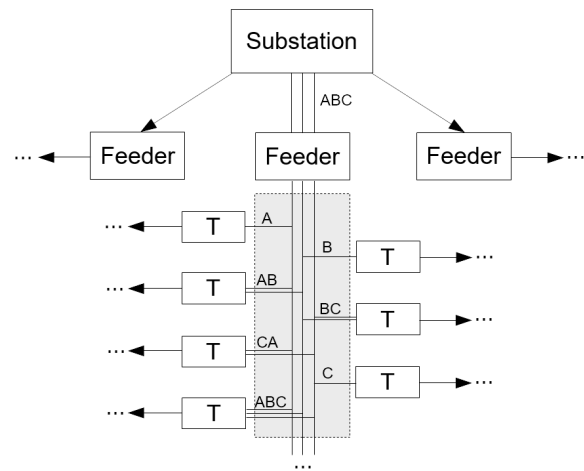 Substation
ABC
... Feeder Feeder Feeder ...
... T A
B T ...
... T AB
BC T ...
... T CA
C T ...
... T ABC
...